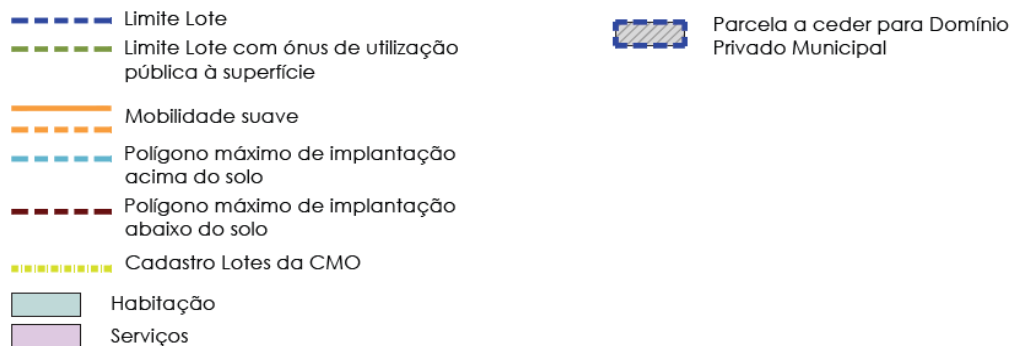 Limite Lote
Limite Lote com ónus de utilização
pública à superfície
Mobilidade suave
Polígono máximo de implantação
acima do solo
Polígono máximo de implantação
abaixo do solo
Cadastro Lotes da CMO
Habitação
Serviços
Parcela a ceder para Domínio
Privado Municipal